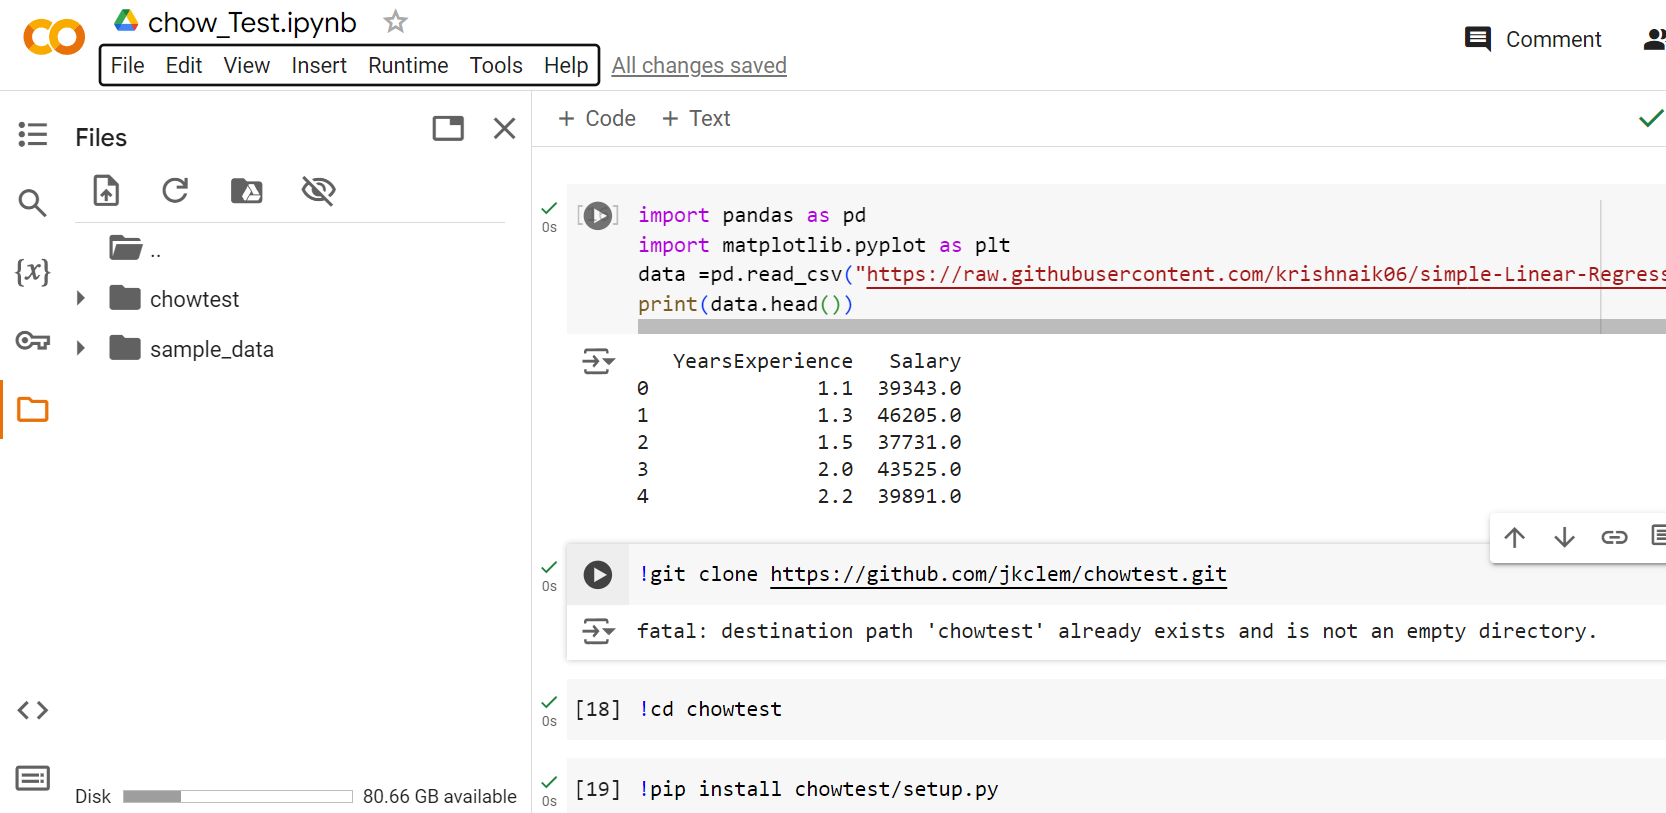 chow_Test.ipynb
File Edit View Insert Runtime Tools Help All changes saved
Comment
Files
+ Code + Text
..
chowtest
sample_data
Disk 80.66 GB available
0s
import pandas as pd
import matplotlib.pyplot as plt
data =pd.read_csv("https://raw.githubusercontent.com/krishnaik06/simple-Linear-Regress
print(data.head())
YearsExperience Salary
0 1.1 39343.0
1 1.3 46205.0
2 1.5 37731.0
3 2.0 43525.0
4 2.2 39891.0
!git clone https://github.com/jkclem/chowtest.git
0s
fatal: destination path 'chowtest' already exists and is not an empty directory.
[18] !cd chowtest
0s
[19] !pip install chowtest/setup.py
0s